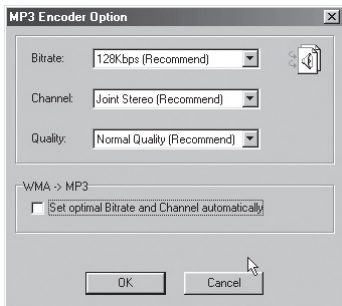 MP3 Encoder Option
Bitrate: 128Kbps (Recommend)
Channel: Joint Stereo (Recommend)
Quality: Normal Quality (Recommend)
WMA -> MP3
Set optimal Bitrate and Channel automatically
OK Cancel